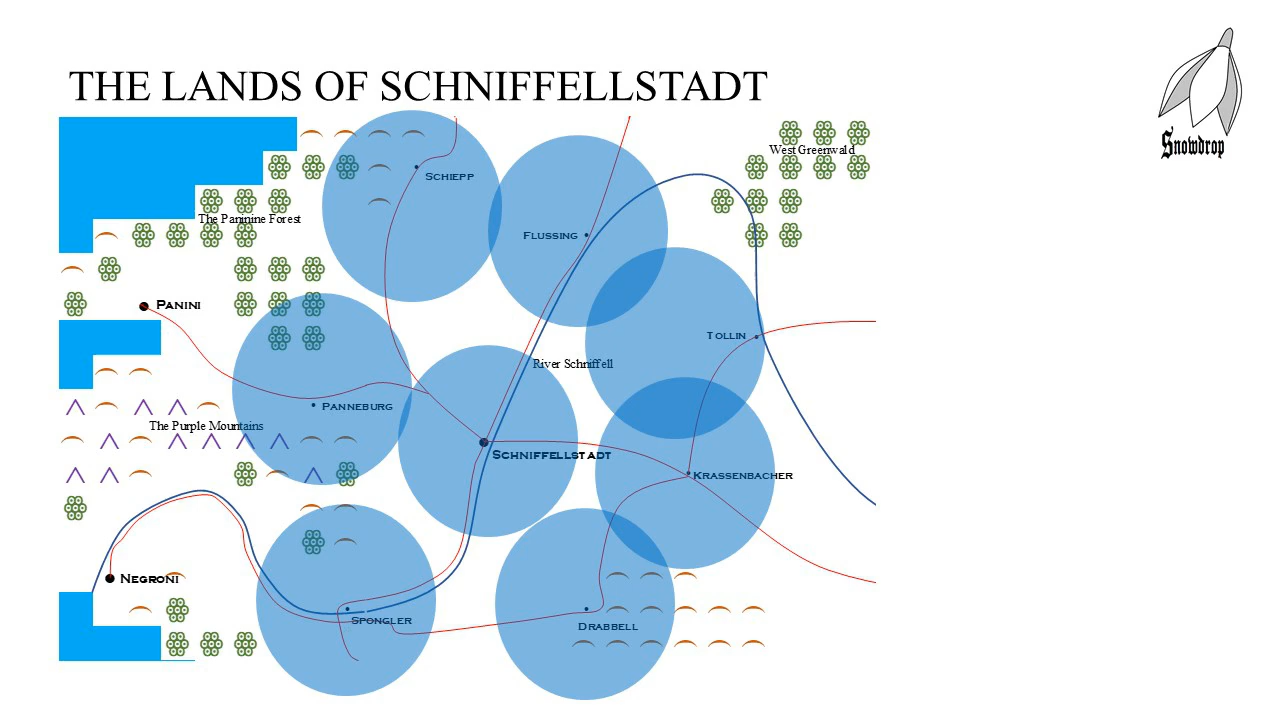 THE LANDS OF SCHNIFFELLSTADT
Snowdrop
West Greenwald
Schiepp
The Paninine Forest
Flussing
Panini
Tollin
River Schniffell
Panneburg
The Purple Mountains
Schniffellstadt
Krassenbacher
Negroni
Spongler
Drabbell